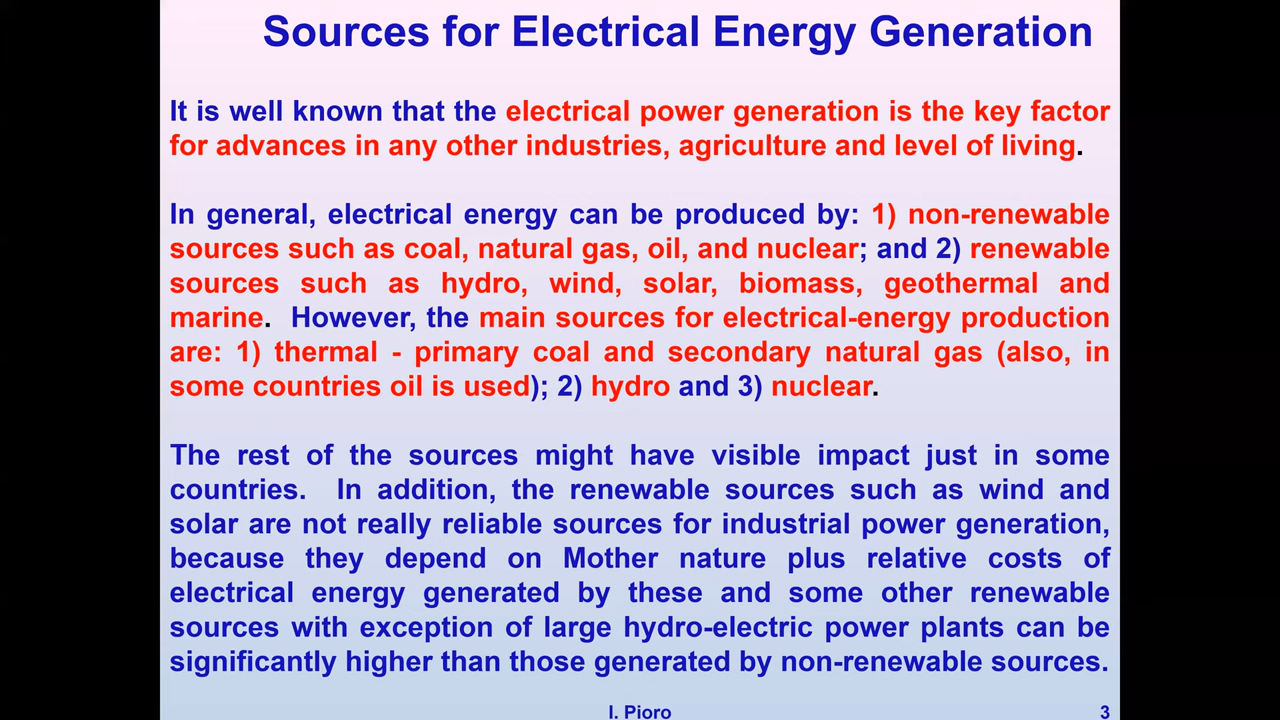 Sources for Electrical Energy Generation
It is well known that the electrical power generation is the key factor
for advances in any other industries, agriculture and level of living.
In general, electrical energy can be produced by: 1) non-renewable
sources such as coal, natural gas, oil, and nuclear; and 2) renewable
sources such as hydro, wind, solar, biomass, geothermal and
marine. However, the main sources for electrical-energy production
are: 1) thermal - primary coal and secondary natural gas (also, in
some countries oil is used); 2) hydro and 3) nuclear.
The rest of the sources might have visible impact just in some
countries. In addition, the renewable sources such as wind and
solar are not really reliable sources for industrial power generation,
because they depend on Mother nature plus relative costs of
electrical energy generated by these and some other renewable
sources with exception of large hydro-electric power plants can be
significantly higher than those generated by non-renewable sources.
I. Pioro
3